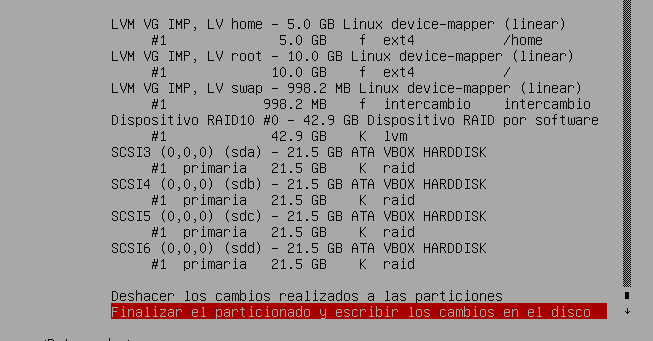 LVM VG IMP, LV home - 5.0 GB Linux device-mapper (linear)
#1 5.0 GB f ext4 /home
LVM VG IMP, LV root - 10.0 GB Linux device-mapper (linear)
#1 10.0 GB f ext4 /
LVM VG IMP, LV swap - 998.2 MB Linux device-mapper (linear)
#1 998.2 MB f intercambio intercambio
Dispositivo RAID10 #0 - 42.9 GB Dispositivo RAID por software
#1 42.9 GB K lvm
SCSI3 (0,0,0) (sda) - 21.5 GB ATA VBOX HARDDISK
#1 primaria 21.5 GB K raid
SCSI4 (0,0,0) (sdb) - 21.5 GB ATA VBOX HARDDISK
#1 primaria 21.5 GB K raid
SCSI5 (0,0,0) (sdc) - 21.5 GB ATA VBOX HARDDISK
#1 primaria 21.5 GB K raid
SCSI6 (0,0,0) (sdd) - 21.5 GB ATA VBOX HARDDISK
#1 primaria 21.5 GB K raid
Deshacer los cambios realizados a las particiones
Finalizar el particionado y escribir los cambios en el disco